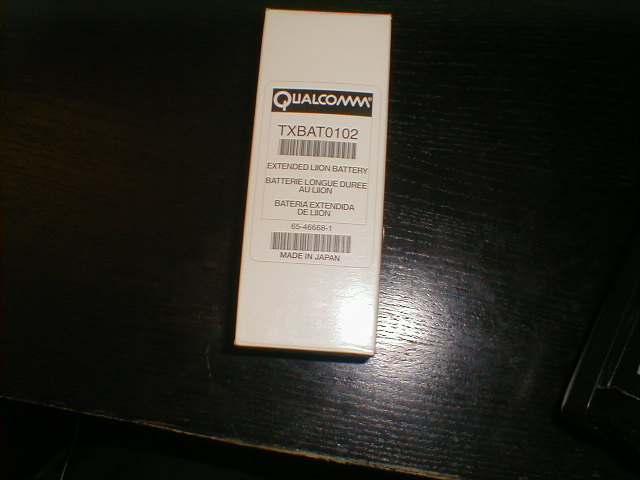 QUALCOMM
TXBAT0102
EXTENDED LIION BATTERY
BATTERIE LONGUE DUREE
AU LIION
BATERIA EXTENDIDA
DE LIION
65-46668-1
MADE IN JAPAN